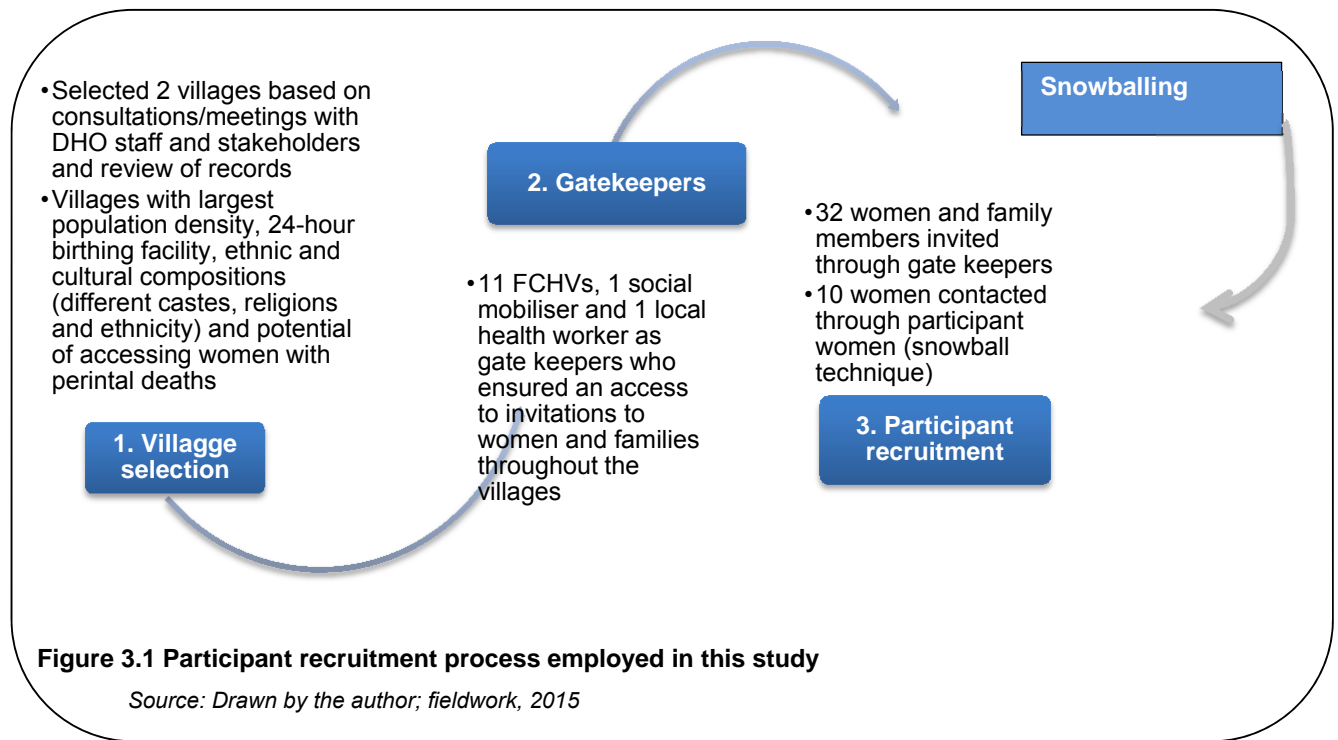 •Selected 2 villages based on
consultations/meetings with
DHO staff and stakeholders
and review of records
•Villages with largest
population density, 24-hour
birthing facility, ethnic and
cultural compositions
(different castes, religions
and ethnicity) and potential
of accessing women with
perintal deaths
1. Villagge
selection
2. Gatekeepers
•11 FCHVs, 1 social
mobiliser and 1 local
health worker as
gate keepers who
ensured an access
to invitations to
women and families
throughout the
villages
Snowballing
•32 women and family
members invited
through gate keepers
•10 women contacted
through participant
women (snowball
technique)
3. Participant
recruitment
Figure 3.1 Participant recruitment process employed in this study
Source: Drawn by the author; fieldwork, 2015